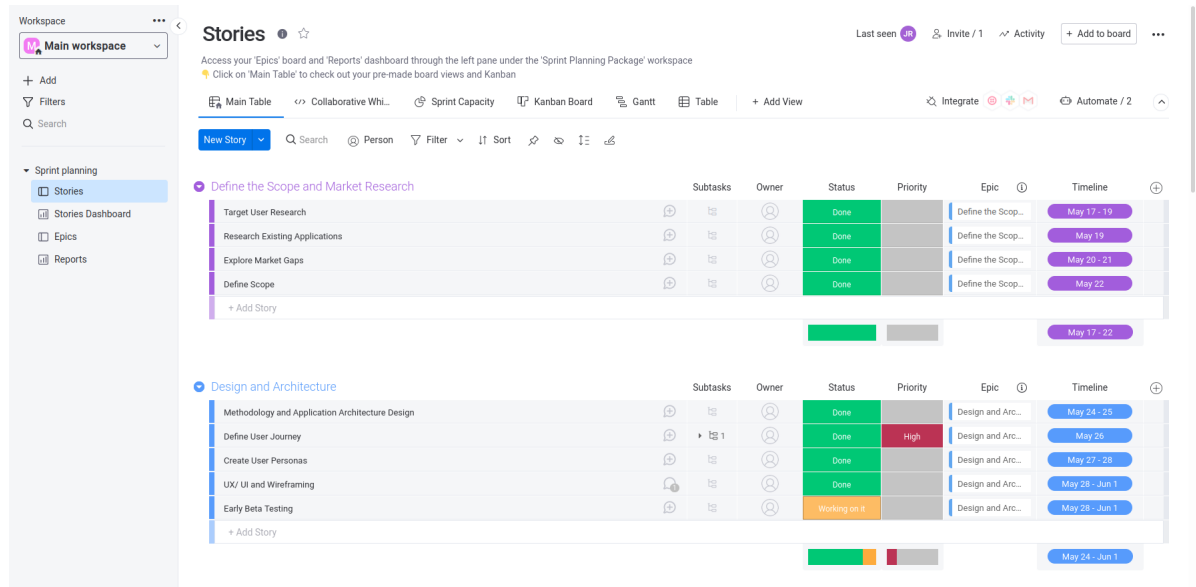 Workspace
M Main workspace
Add
Filters
Search
Sprint planning
Stories
Stories Dashboard
Epics
Reports
Stories
Last seen JR Invite / 1 Activity + Add to board
Access your 'Epics' board and 'Reports' dashboard through the left pane under the 'Sprint Planning Package' workspace
👇 Click on 'Main Table' to check out your pre-made board views and Kanban
Main Table Collaborative Whi... Sprint Capacity Kanban Board Gantt Table + Add View Integrate Automate / 2
New Story Search Person Filter Sort
Define the Scope and Market Research Subtasks Owner Status Priority Epic Timeline
Target User Research Done Define the Scop... May 17 - 19
Research Existing Applications Done Define the Scop... May 19
Explore Market Gaps Done Define the Scop... May 20 - 21
Define Scope Done Define the Scop... May 22
+ Add Story
May 17 - 22
Design and Architecture Subtasks Owner Status Priority Epic Timeline
Methodology and Application Architecture Design Done Design and Arc... May 24 - 25
Define User Journey 1 Done High Design and Arc... May 26
Create User Personas Done Design and Arc... May 27 - 28
UX/ UI and Wireframing Done Design and Arc... May 28 - Jun 1
Early Beta Testing Working on it Design and Arc... May 28 - Jun 1
+ Add Story
May 24 - Jun 1